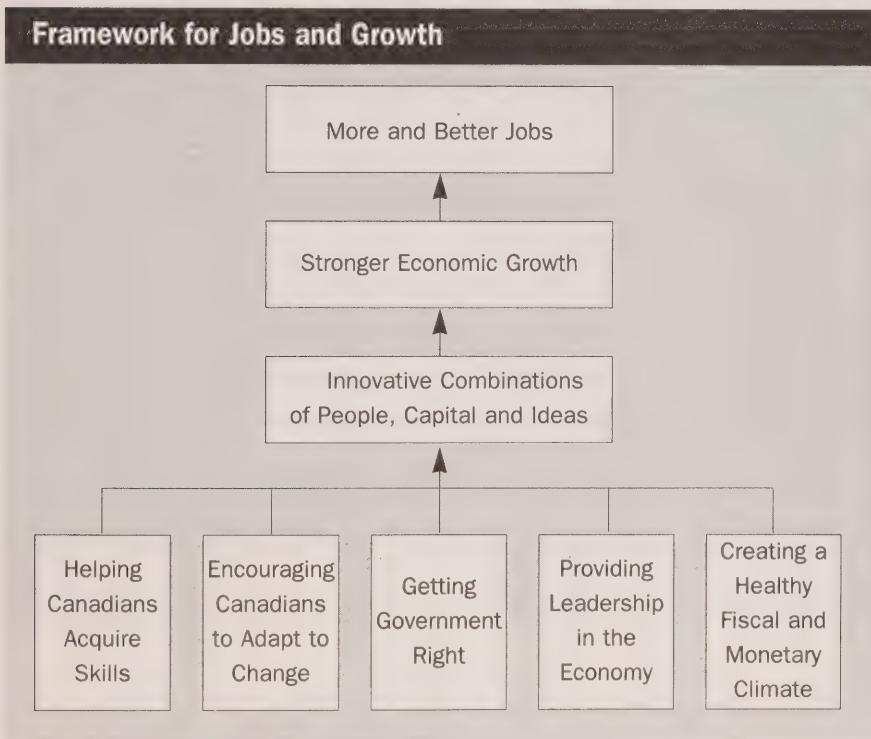 Framework for Jobs and Growth
More and Better Jobs
Stronger Economic Growth
Innovative Combinations
of People, Capital and Ideas
Helping
Canadians
Acquire
Skills
Encouraging
Canadians
to Adapt to
Change
Getting
Government
Right
Providing
Leadership
in the
Economy
Creating a
Healthy
Fiscal and
Monetary
Climate